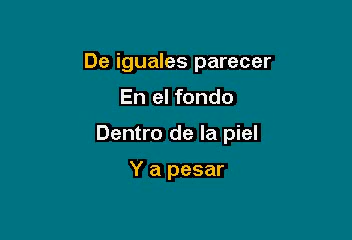 De iguales parecer
En el fondo
Dentro de la piel
Y a pesar